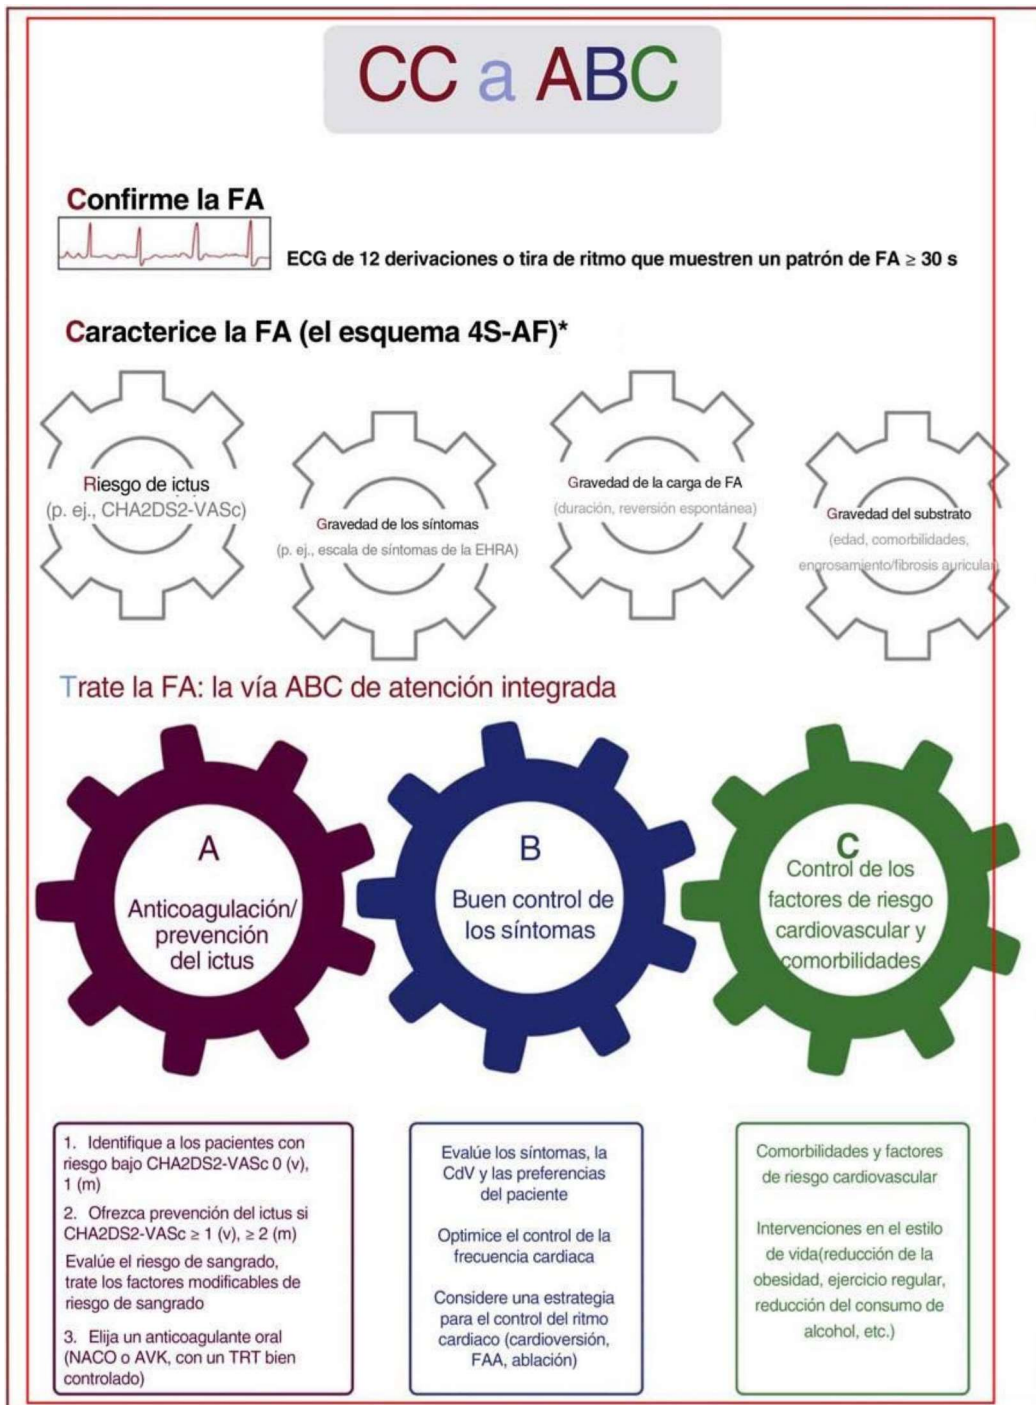 CC a ABC
Confirme la FA
ECG de 12 derivaciones o tira de ritmo que muestren un patrón de FA ≥ 30 s
Caracterice la FA (el esquema 4S-AF)*
Riesgo de ictus
(p. ej., CHA2DS2-VASc)
Gravedad de los síntomas
(p. ej., escala de síntomas de la EHRA)
Gravedad de la carga de FA
(duración, reversión espontánea)
Gravedad del substrato
(edad, comorbilidades,
engrosamiento/fibrosis auricular)
Trate la FA: la vía ABC de atención integrada
A
Anticoagulación/
prevención
del ictus
B
Buen control de
los síntomas
C
Control de los
factores de riesgo
cardiovascular y
comorbilidades
1. Identifique a los pacientes con
riesgo bajo CHA2DS2-VASc 0 (v),
1 (m)
2. Ofrezca prevención del ictus si
CHA2DS2-VASc ≥ 1 (v), ≥ 2 (m)
Evalúe el riesgo de sangrado,
trate los factores modificables de
riesgo de sangrado
3. Elija un anticoagulante oral
(NACO o AVK, con un TRT bien
controlado)
Evalúe los síntomas, la
CdV y las preferencias
del paciente
Optimice el control de la
frecuencia cardiaca
Considere una estrategia
para el control del ritmo
cardiaco (cardioversión,
FAA, ablación)
Comorbilidades y factores
de riesgo cardiovascular
Intervenciones en el estilo
de vida(reducción de la
obesidad, ejercicio regular,
reducción del consumo de
alcohol, etc.)